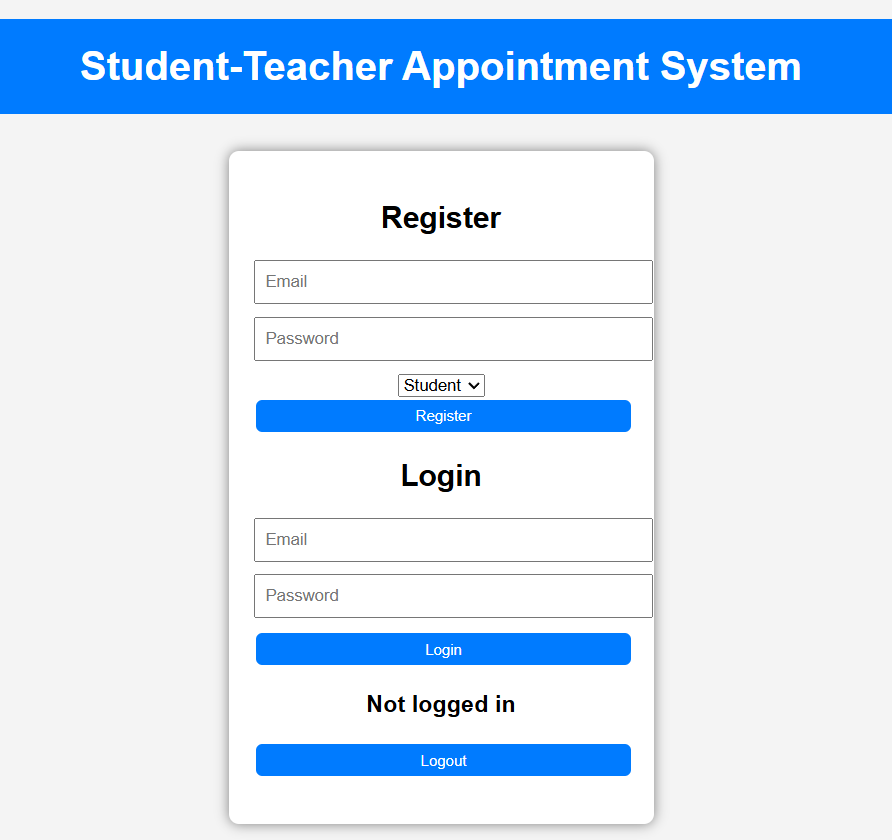 Student-Teacher Appointment System
Register
Email
Password
Student
Register
Login
Email
Password
Login
Not logged in
Logout